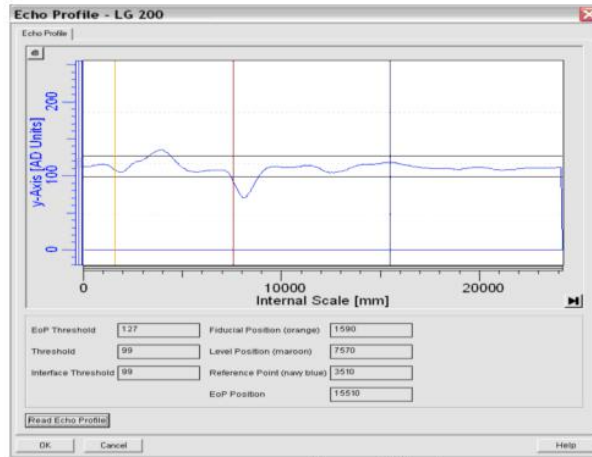 Echo Profile - LG 200
Echo Profile
y-Axis [AD Units]
200
100
0
0 10000 20000
Internal Scale [mm]
EoP Threshold 127 Fiducial Position (orange) 1590
Threshold 99 Level Position (maroon) 7570
Interface Threshold 99 Reference Point (navy blue) 3510
EoP Position 15510
Read Echo Profile
OK Cancel Help